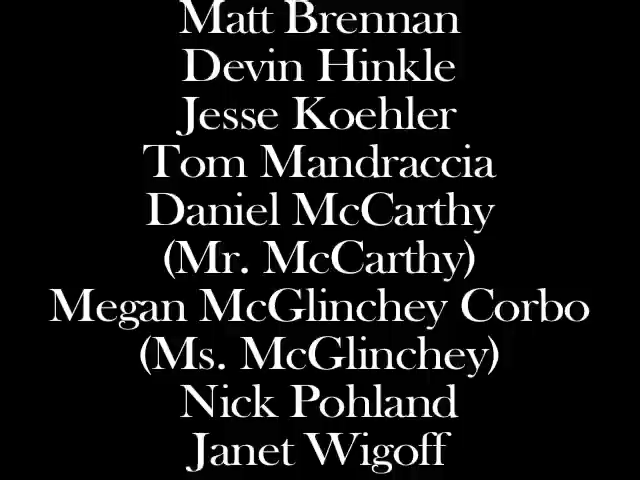 Matt Brennan
Devin Hinkle
Jesse Koehler
Tom Mandraccia
Daniel McCarthy
(Mr. McCarthy)
Megan McGlinchey Corbo
(Ms. McGlinchey)
Nick Pohland
Janet Wigoff